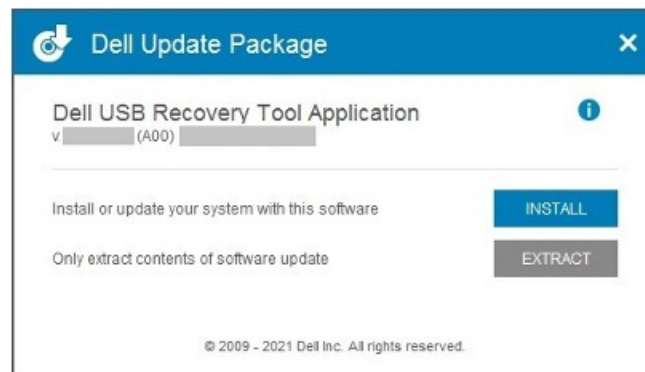 Dell Update Package
Dell USB Recovery Tool Application
v. (A00)
Install or update your system with this software
INSTALL
Only extract contents of software update
EXTRACT
© 2009 - 2021 Dell Inc. All rights reserved.